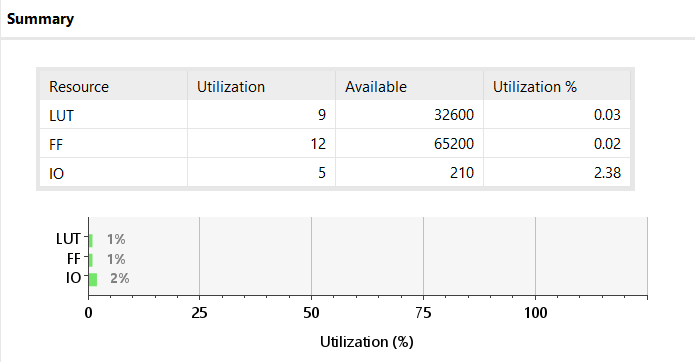 Summary
Resource Utilization Available Utilization %
LUT 9 32600 0.03
FF 12 65200 0.02
IO 5 210 2.38
LUT 1%
FF 1%
IO 2%
0 25 50 75 100
Utilization (%)